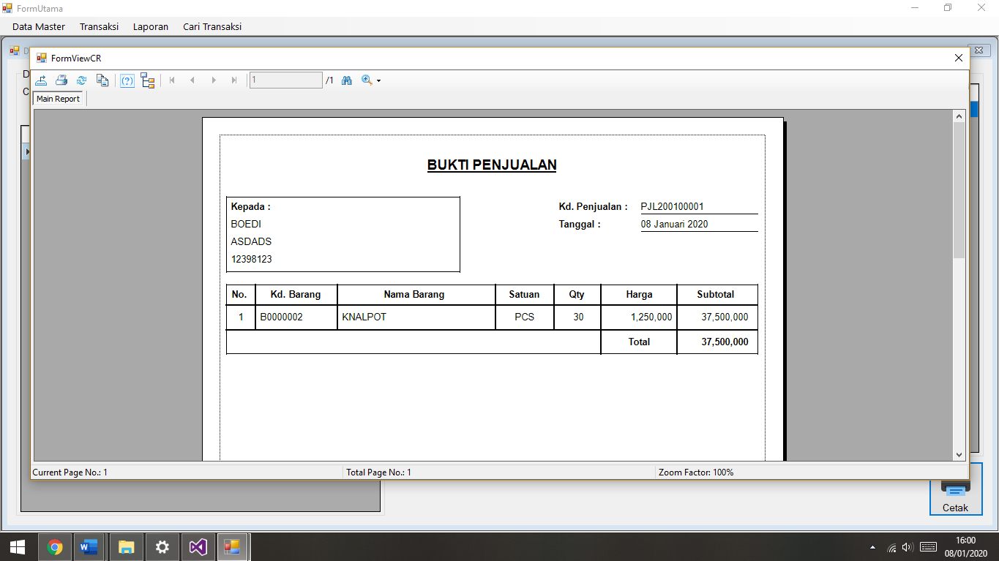 FormUtama
Data Master Transaksi Laporan Cari Transaksi
D
FormViewCR
D
C
1 /1
Main Report
BUKTI PENJUALAN
Kepada :
BOEDI
ASDADS
12398123
Kd. Penjualan : PJL200100001
Tanggal : 08 Januari 2020
No. Kd. Barang Nama Barang Satuan Qty Harga Subtotal
1 B0000002 KNALPOT PCS 30 1,250,000 37,500,000
Total 37,500,000
Current Page No.: 1 Total Page No.: 1 Zoom Factor: 100%
Cetak
16:00
08/01/2020